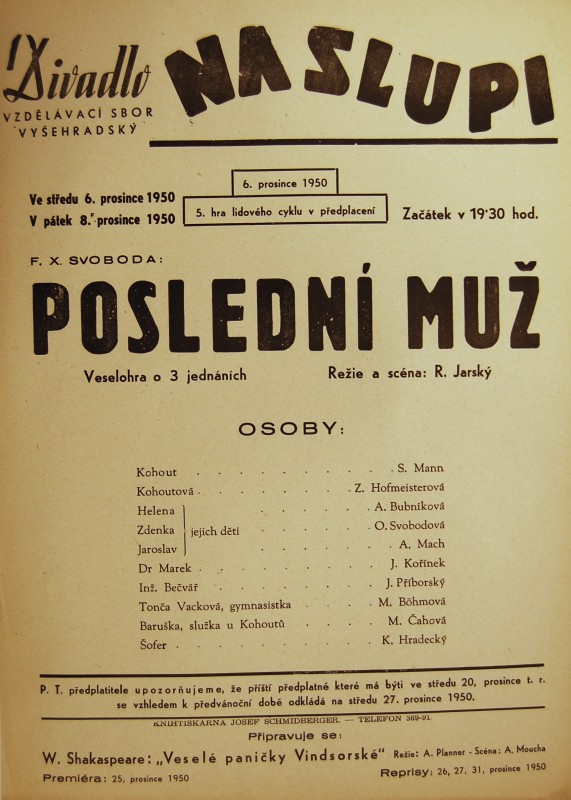 Divadlo NA SLUPI
VZDĚLÁVACÍ SBOR
VYŠEHRADSKÝ
Ve středu 6. prosince 1950
V pátek 8. prosince 1950
6. prosince 1950
5. hra lidového cyklu v předplacení
Začátek v 19·30 hod.
F. X. SVOBODA:
POSLEDNÍ MUŽ
Veselohra o 3 jednáních Režie a scéna: R. Jarský
OSOBY:
Kohout . . . . . . . . . S. Mann
Kohoutová . . . . . . . Z. Hofmeisterová
Helena . . . . . A. Bubníková
Zdenka jejich děti . . . . . O. Svobodová
Jaroslav . . . . . A. Mach
Dr Marek . . . . . . . . J. Kořínek
Inž. Bečvář . . . . . . . J. Příborský
Tonča Vacková, gymnasistka . . . . M. Böhmová
Baruška, služka u Kohoutů . . . . M. Čahová
Šofer . . . . . . . . K. Hradecký
P. T. předplatitele upozorňujeme, že příští předplatné které má býti ve středu 20, prosince t. r.
se vzhledem k předvánoční době odkládá na středu 27. prosince 1950.
KNIHTISKARNA JOSEF SCHMIDBERGER. — TELEFON 369-91.
Připravuje se:
W. Shakaspeare: „Veselé paničky Vindsorské" Režie: A. Planner - Scéna: A. Moucha
Premiéra: 25, prosince 1950 Reprisy: 26, 27, 31, prosince 1950